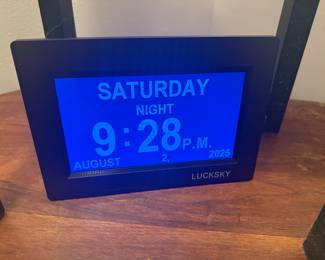 SATURDAY
NIGHT
9:28 P.M.
AUGUST 2, 2025
LUCKSKY